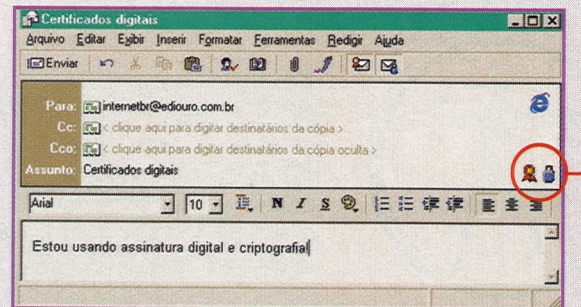 Certificados digitais
Arquivo Editar Exibir Inserir Formatar Ferramentas Redigir Ajuda
Enviar
Para: internetbr@ediouro.com.br
Cc: < clique aqui para digitar destinatários da cópia >
Cco: < clique aqui para digitar destinatários da cópia oculta >
Assunto: Certificados digitais
Arial 10 N I S
Estou usando assinatura digital e criptografia!